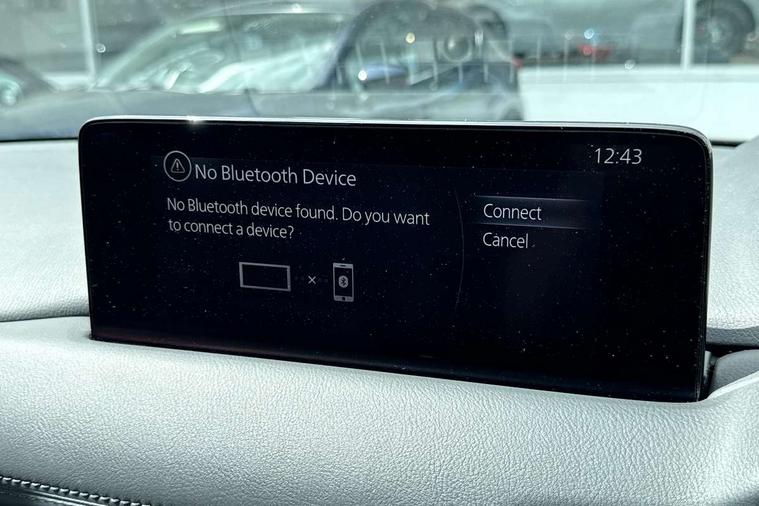 12:43
No Bluetooth Device
No Bluetooth device found. Do you want
to connect a device?
Connect
Cancel